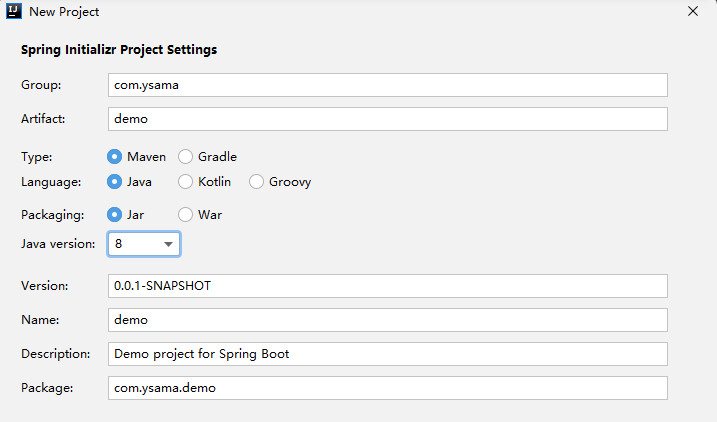 New Project
Spring Initializr Project Settings
Group: com.ysama
Artifact: demo
Type: Maven Gradle
Language: Java Kotlin Groovy
Packaging: Jar War
Java version: 8
Version: 0.0.1-SNAPSHOT
Name: demo
Description: Demo project for Spring Boot
Package: com.ysama.demo